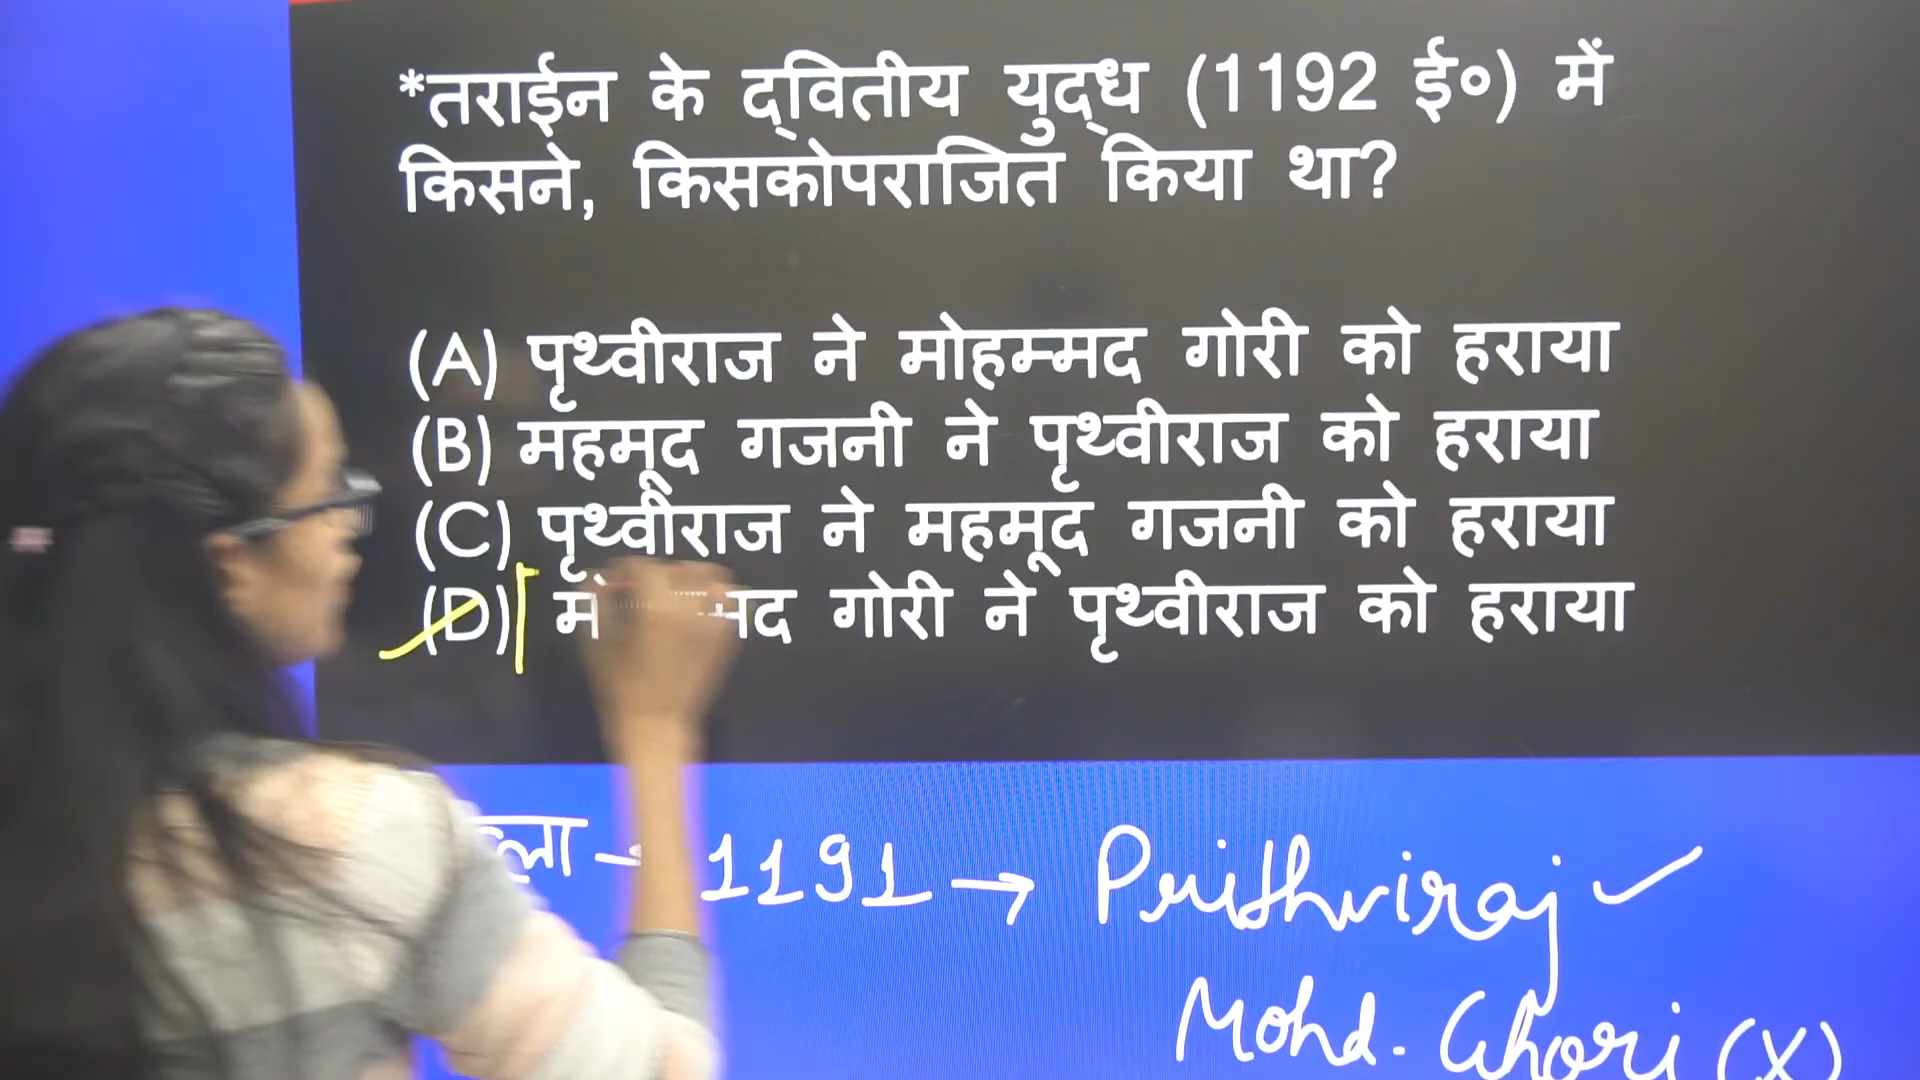 *तराईन के द्वितीय युद्ध (1192 ई०) में
किसने, किसकोपराजित किया था?
(A) पृथ्वीराज ने मोहम्मद गोरी को हराया
(B) महमूद गजनी ने पृथ्वीराज को हराया
(C) पृथ्वीराज ने महमूद गजनी को हराया
(D) गोरी ने पृथ्वीराज को हराया
→ 1191 → Prithviraj ✓
Mohd. Ghori (X)